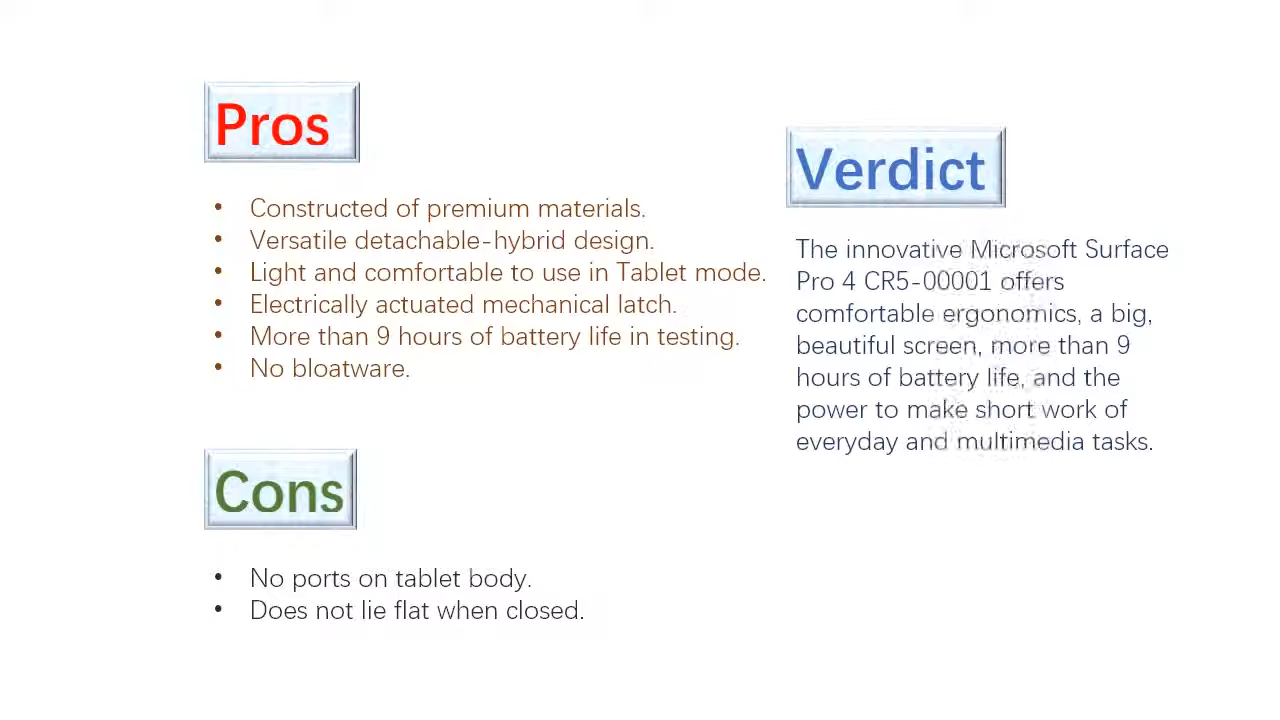 Pros
• Constructed of premium materials.
• Versatile detachable-hybrid design.
• Light and comfortable to use in Tablet mode.
• Electrically actuated mechanical latch.
• More than 9 hours of battery life in testing.
• No bloatware.
Cons
• No ports on tablet body.
• Does not lie flat when closed.
Verdict
The innovative Microsoft Surface
Pro 4 CR5-00001 offers
comfortable ergonomics, a big,
beautiful screen, more than 9
hours of battery life, and the
power to make short work of
everyday and multimedia tasks.